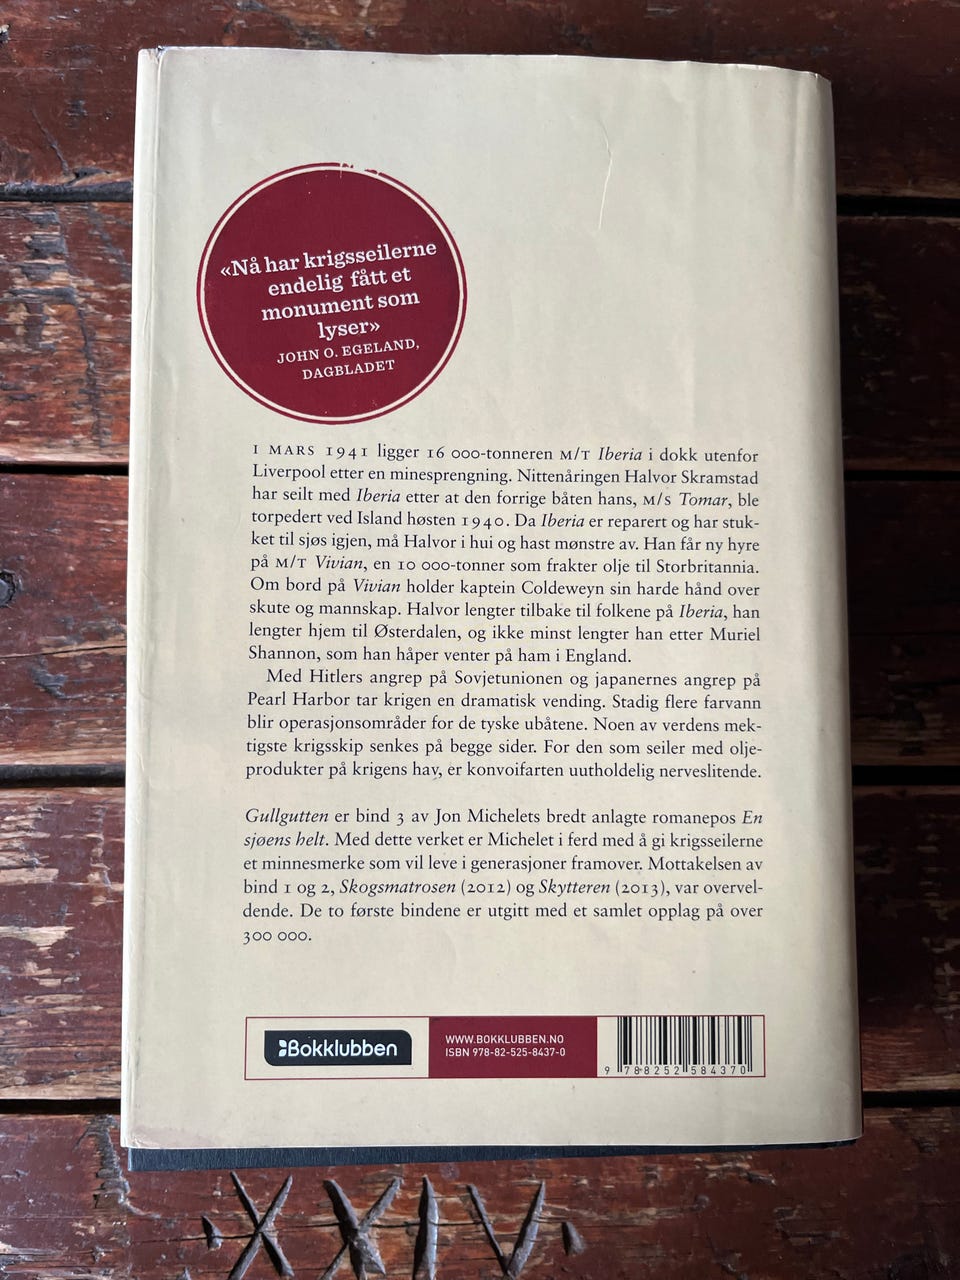 «Nå har krigsseilerne
endelig fått et
monument som
lyser»
JOHN O. EGELAND,
DAGBLADET
I MARS 1941 ligger 16 000-tonneren M/T Iberia i dokk utenfor
Liverpool etter en minesprengning. Nittenåringen Halvor Skramstad
har seilt med Iberia etter at den forrige båten hans, M/S Tomar, ble
torpedert ved Island høsten 1940. Da Iberia er reparert og har stuk-
ket til sjøs igjen, må Halvor i hui og hast mønstre av. Han får ny hyre
på M/T Vivian, en 10 000-tonner som frakter olje til Storbritannia.
Om bord på Vivian holder kaptein Coldeweyn sin harde hånd over
skute og mannskap. Halvor lengter tilbake til folkene på Iberia, han
lengter hjem til Østerdalen, og ikke minst lengter han etter Muriel
Shannon, som han håper venter på ham i England.
Med Hitlers angrep på Sovjetunionen og japanernes angrep på
Pearl Harbor tar krigen en dramatisk vending. Stadig flere farvann
blir operasjonsområder for de tyske ubåtene. Noen av verdens mek-
tigste krigsskip senkes på begge sider. For den som seiler med olje-
produkter på krigens hav, er konvoifarten uutholdelig nerveslitende.
Gullgutten er bind 3 av Jon Michelets bredt anlagte romanepos En
sjøens helt. Med dette verket er Michelet i ferd med å gi krigsseilerne
et minnesmerke som vil leve i generasjoner framover. Mottakelsen av
bind 1 og 2, Skogsmatrosen (2012) og Skytteren (2013), var overvel-
dende. De to første bindene er utgitt med et samlet opplag på over
300 000.
Bokklubben
WWW.BOKKLUBBEN.NO
ISBN 978-82-525-8437-0
9 788252 584370
XXIV